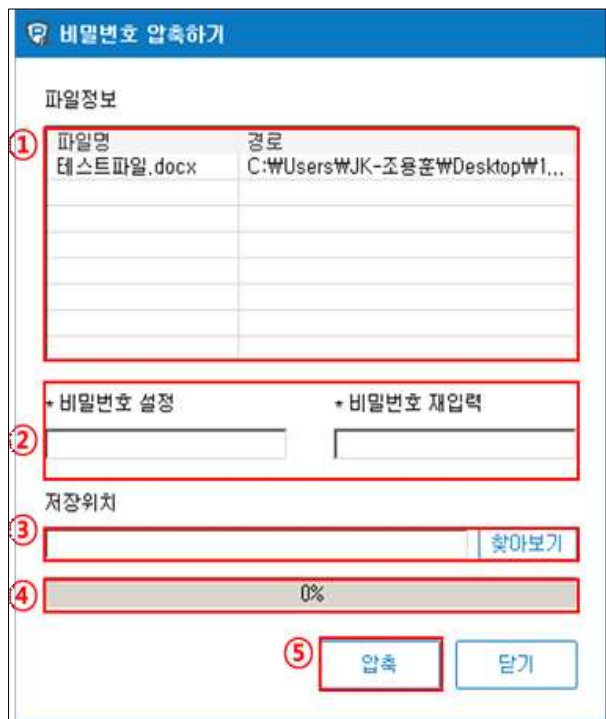 비밀번호 압축하기
파일정보
① 파일명 경로
테스트파일.docx C:₩Users₩JK-조용훈₩Desktop₩1...
* 비밀번호 설정 * 비밀번호 재입력
②
저장위치
③ 찾아보기
④ 0%
⑤ 압축 닫기